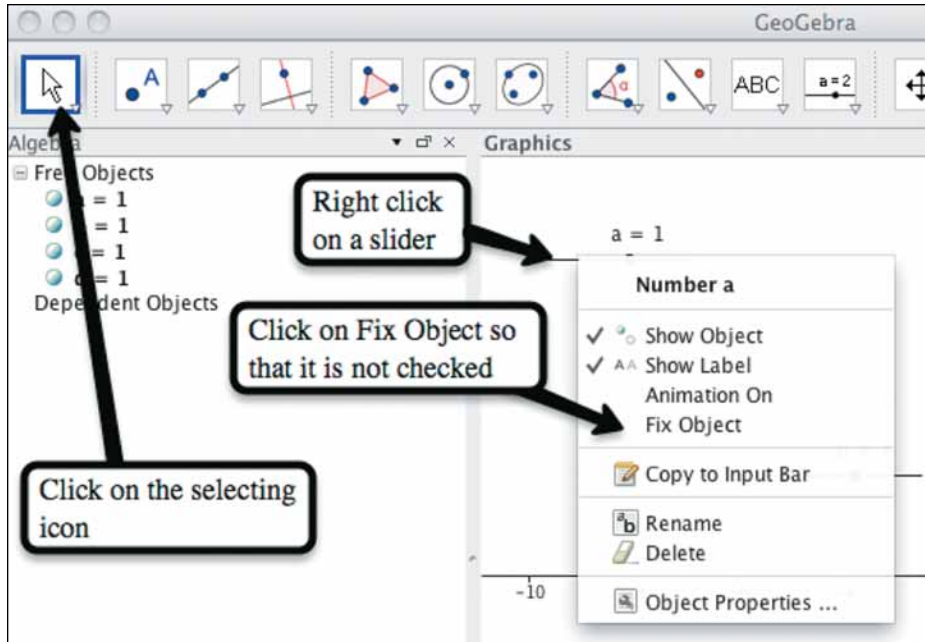 GeoGebra
A
α
ABC
a=2
Algebra
Graphics
Free Objects
= 1
= 1
= 1
= 1
Dependent Objects
Right click
on a slider
a = 1
Number a
Click on Fix Object so
that it is not checked
Show Object
AA Show Label
Animation On
Fix Object
Copy to Input Bar
Click on the selecting
icon
ab Rename
Delete
-10
Object Properties ...